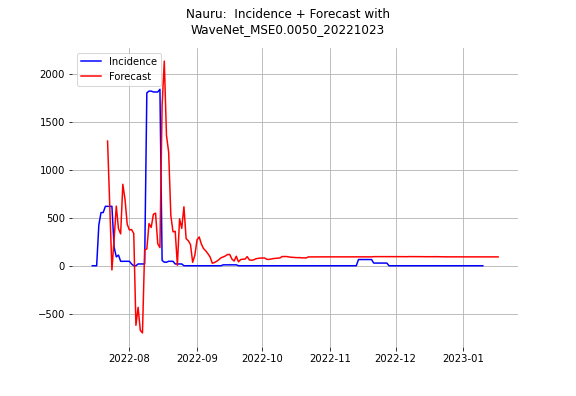 Nauru:  Incidence + Forecast with
WaveNet_MSE0.0050_20221023
Incidence
Forecast
2000
1500
1000
500
0
−500
2022-08 2022-09 2022-10 2022-11 2022-12 2023-01